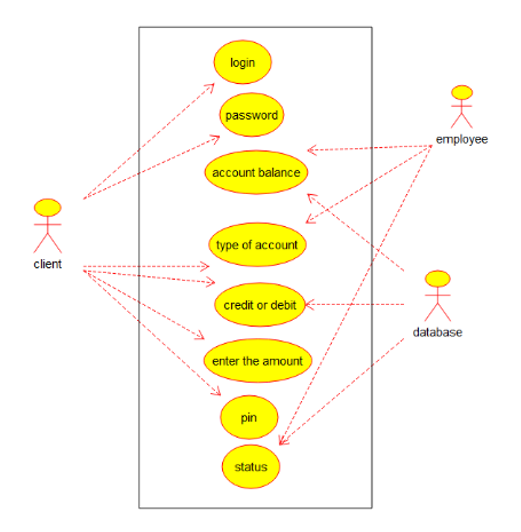 login
password
account balance
type of account
credit or debit
enter the amount
pin
status
client
employee
database